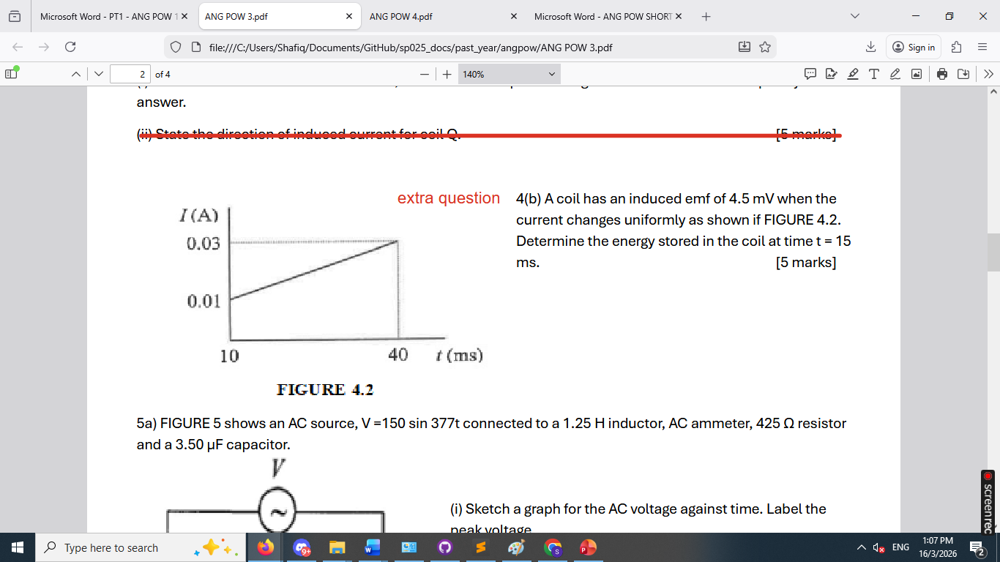 Microsoft Word - PT1 - ANG POW 1
ANG POW 3.pdf
ANG POW 4.pdf
Microsoft Word - ANG POW SHORT
file:///C:/Users/Shafiq/Documents/GitHub/sp025_docs/past_year/angpow/ANG POW 3.pdf
Sign in
2 of 4
140%
answer.
(ii) State the direction of induced current for coil Q. [5 marks]
extra question
4(b) A coil has an induced emf of 4.5 mV when the
current changes uniformly as shown if FIGURE 4.2.
Determine the energy stored in the coil at time t = 15
ms. [5 marks]
I (A)
0.03
0.01
10 40 t (ms)
FIGURE 4.2
5a) FIGURE 5 shows an AC source, V =150 sin 377t connected to a 1.25 H inductor, AC ammeter, 425 Ω resistor
and a 3.50 µF capacitor.
V
~
(i) Sketch a graph for the AC voltage against time. Label the
peak voltage
screen rec
Type here to search
9+
ENG
1:07 PM
16/3/2026
2